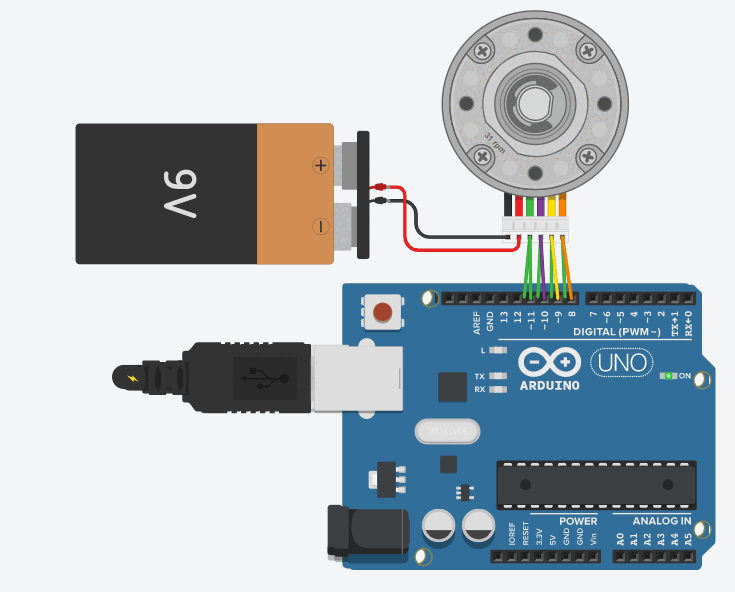 9V
+
−
31 rpm
AREF
GND
13
12
~11
~10
~9
8
7
~6
~5
4
~3
2
TX→1
RX←0
DIGITAL (PWM~)
L
TX
RX
UNO
ARDUINO
ON
POWER
ANALOG IN
IOREF
RESET
3.3V
5V
GND
GND
Vin
A0
A1
A2
A3
A4
A5